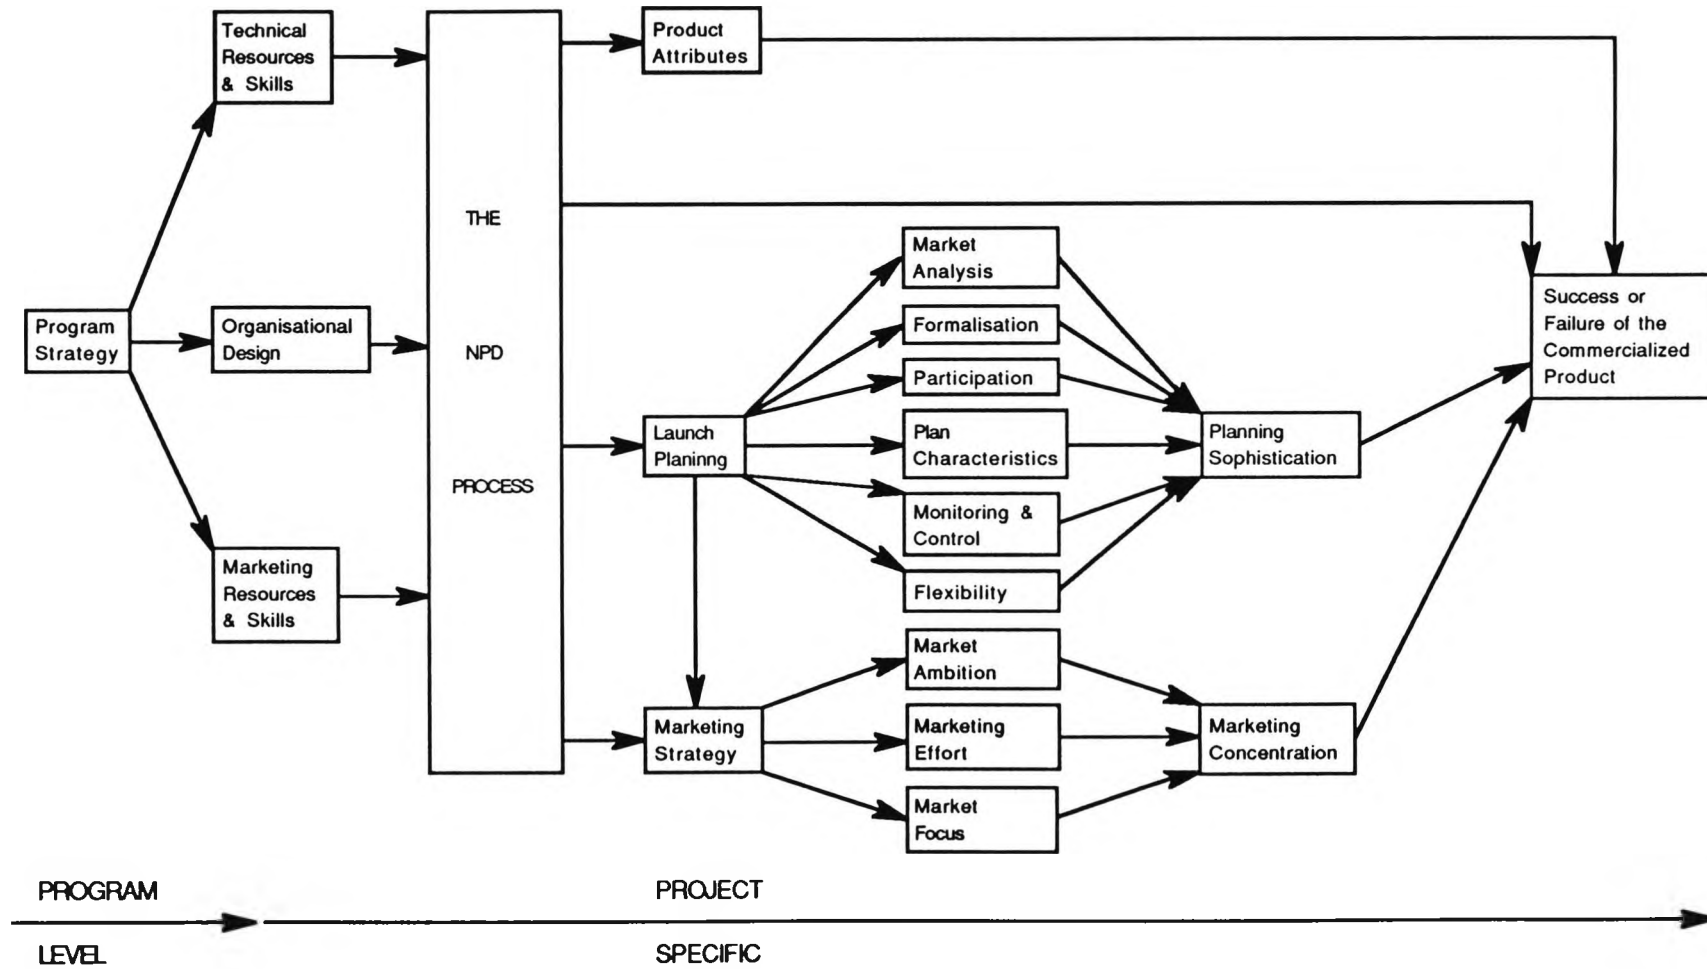 Technical
Resources
& Skills
Product
Attributes
THE
NPD
PROCESS
Program
Strategy
Organisational
Design
Marketing
Resources
& Skills
Launch
Planinng
Marketing
Strategy
Market
Analysis
Formalisation
Participation
Plan
Characteristics
Monitoring &
Control
Flexibility
Market
Ambition
Marketing
Effort
Market
Focus
Planning
Sophistication
Marketing
Concentration
Success or
Failure of the
Commercialized
Product
PROGRAM
LEVEL
PROJECT
SPECIFIC